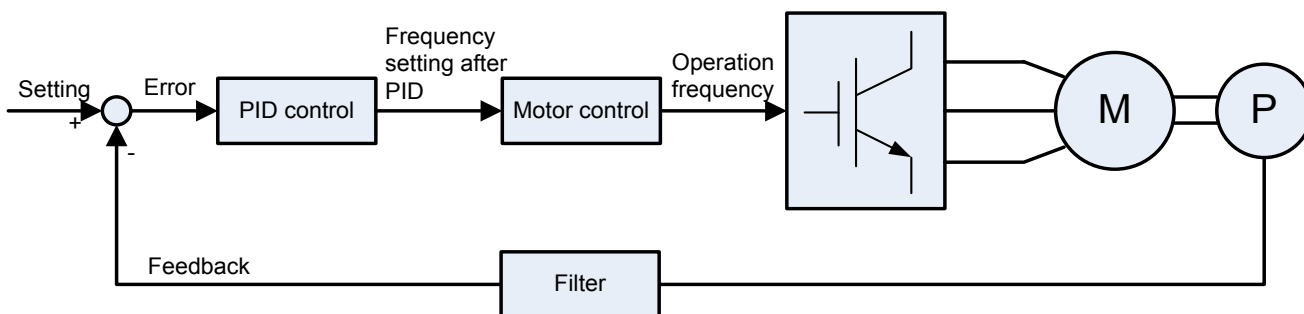 Setting
+
-
Error
PID control
Frequency
setting after
PID
Motor control
Operation
frequency
M
P
Feedback
Filter